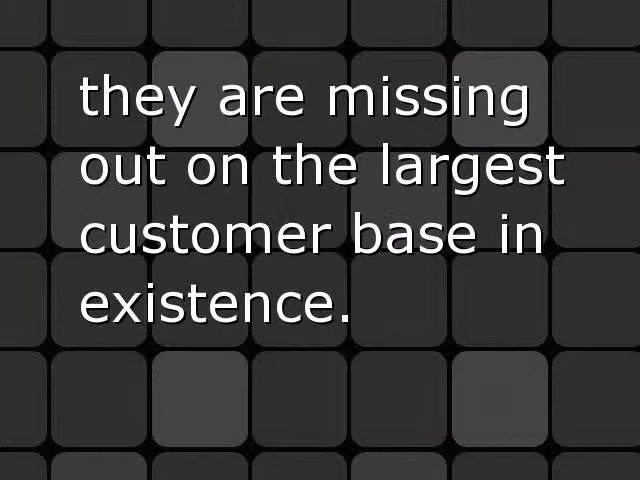 they are missing
out on the largest
customer base in
existence.